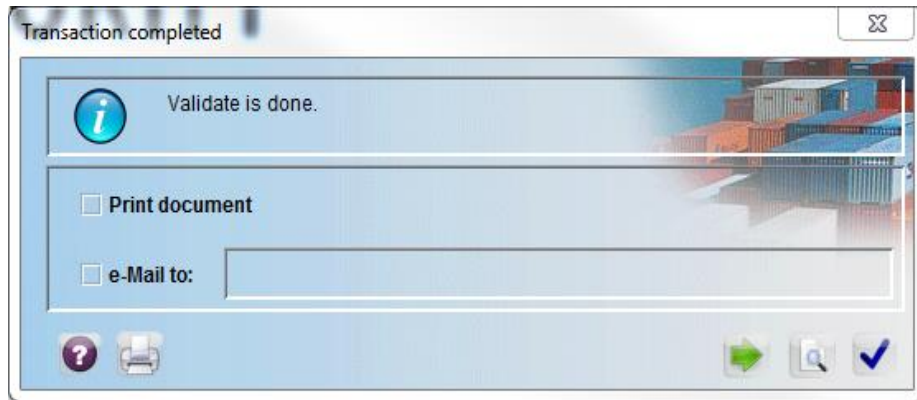 Transaction completed
Validate is done.
Print document
e-Mail to: